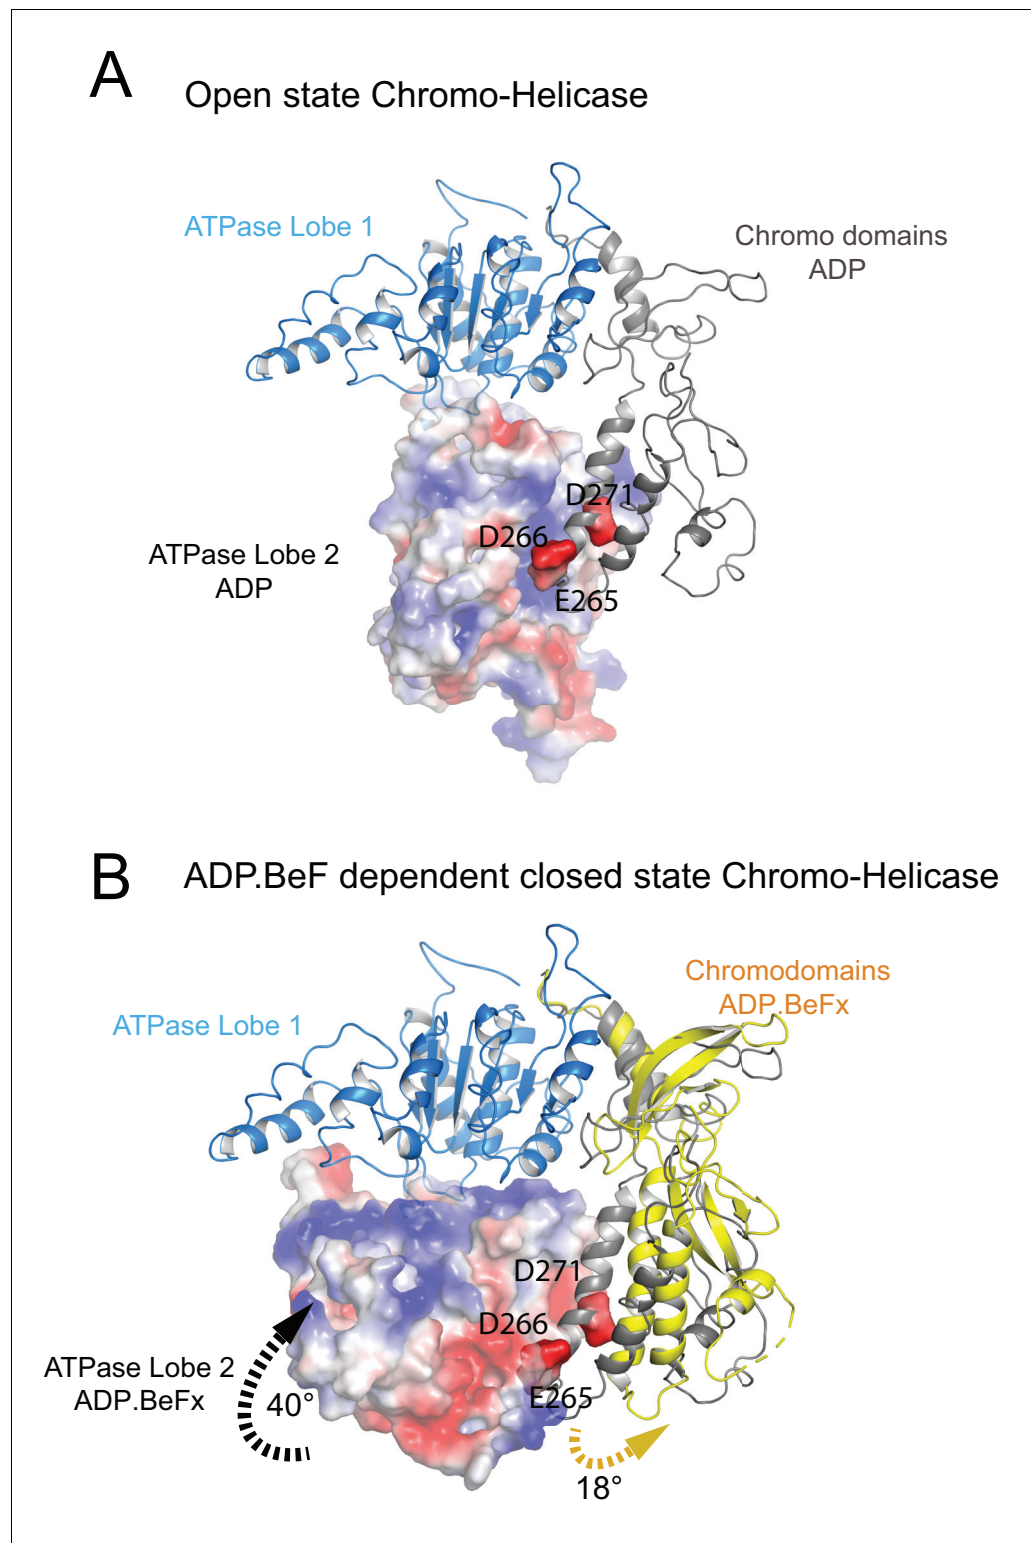 A
Open state Chromo-Helicase
ATPase Lobe 1
Chromo domains
ADP
D271
D266
ATPase Lobe 2
ADP
E265
B
ADP.BeF dependent closed state Chromo-Helicase
Chromodomains
ADP.BeFx
ATPase Lobe 1
D271
D266
ATPase Lobe 2
ADP.BeFx
E265
40°
18°